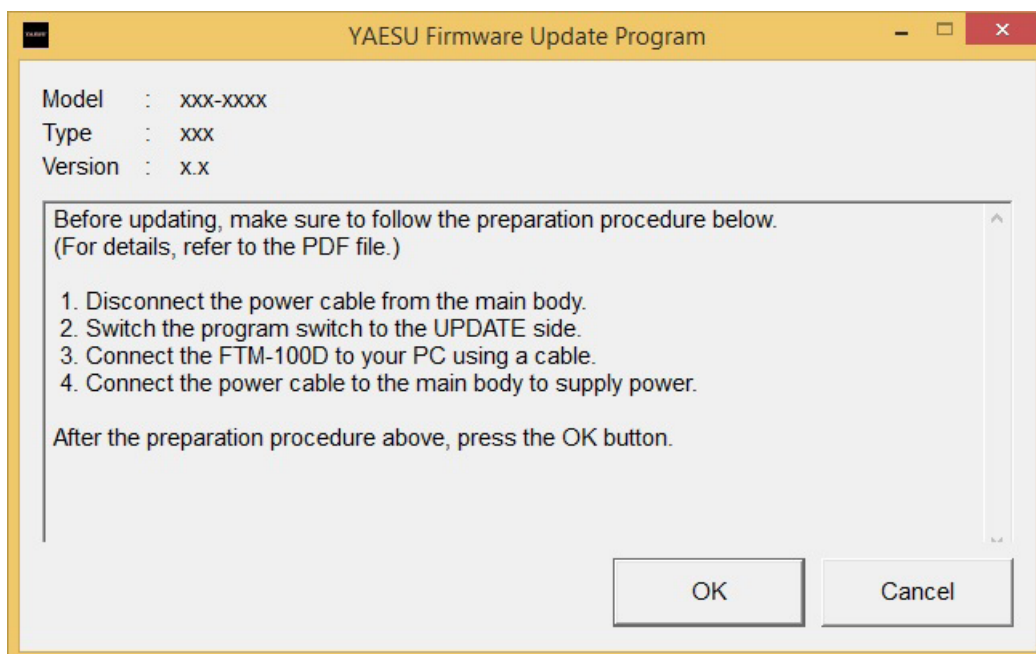 YAESU Firmware Update Program
Model : xxx-xxxx
Type : xxx
Version : x.x
Before updating, make sure to follow the preparation procedure below.
(For details, refer to the PDF file.)
1. Disconnect the power cable from the main body.
2. Switch the program switch to the UPDATE side.
3. Connect the FTM-100D to your PC using a cable.
4. Connect the power cable to the main body to supply power.
After the preparation procedure above, press the OK button.
OK Cancel